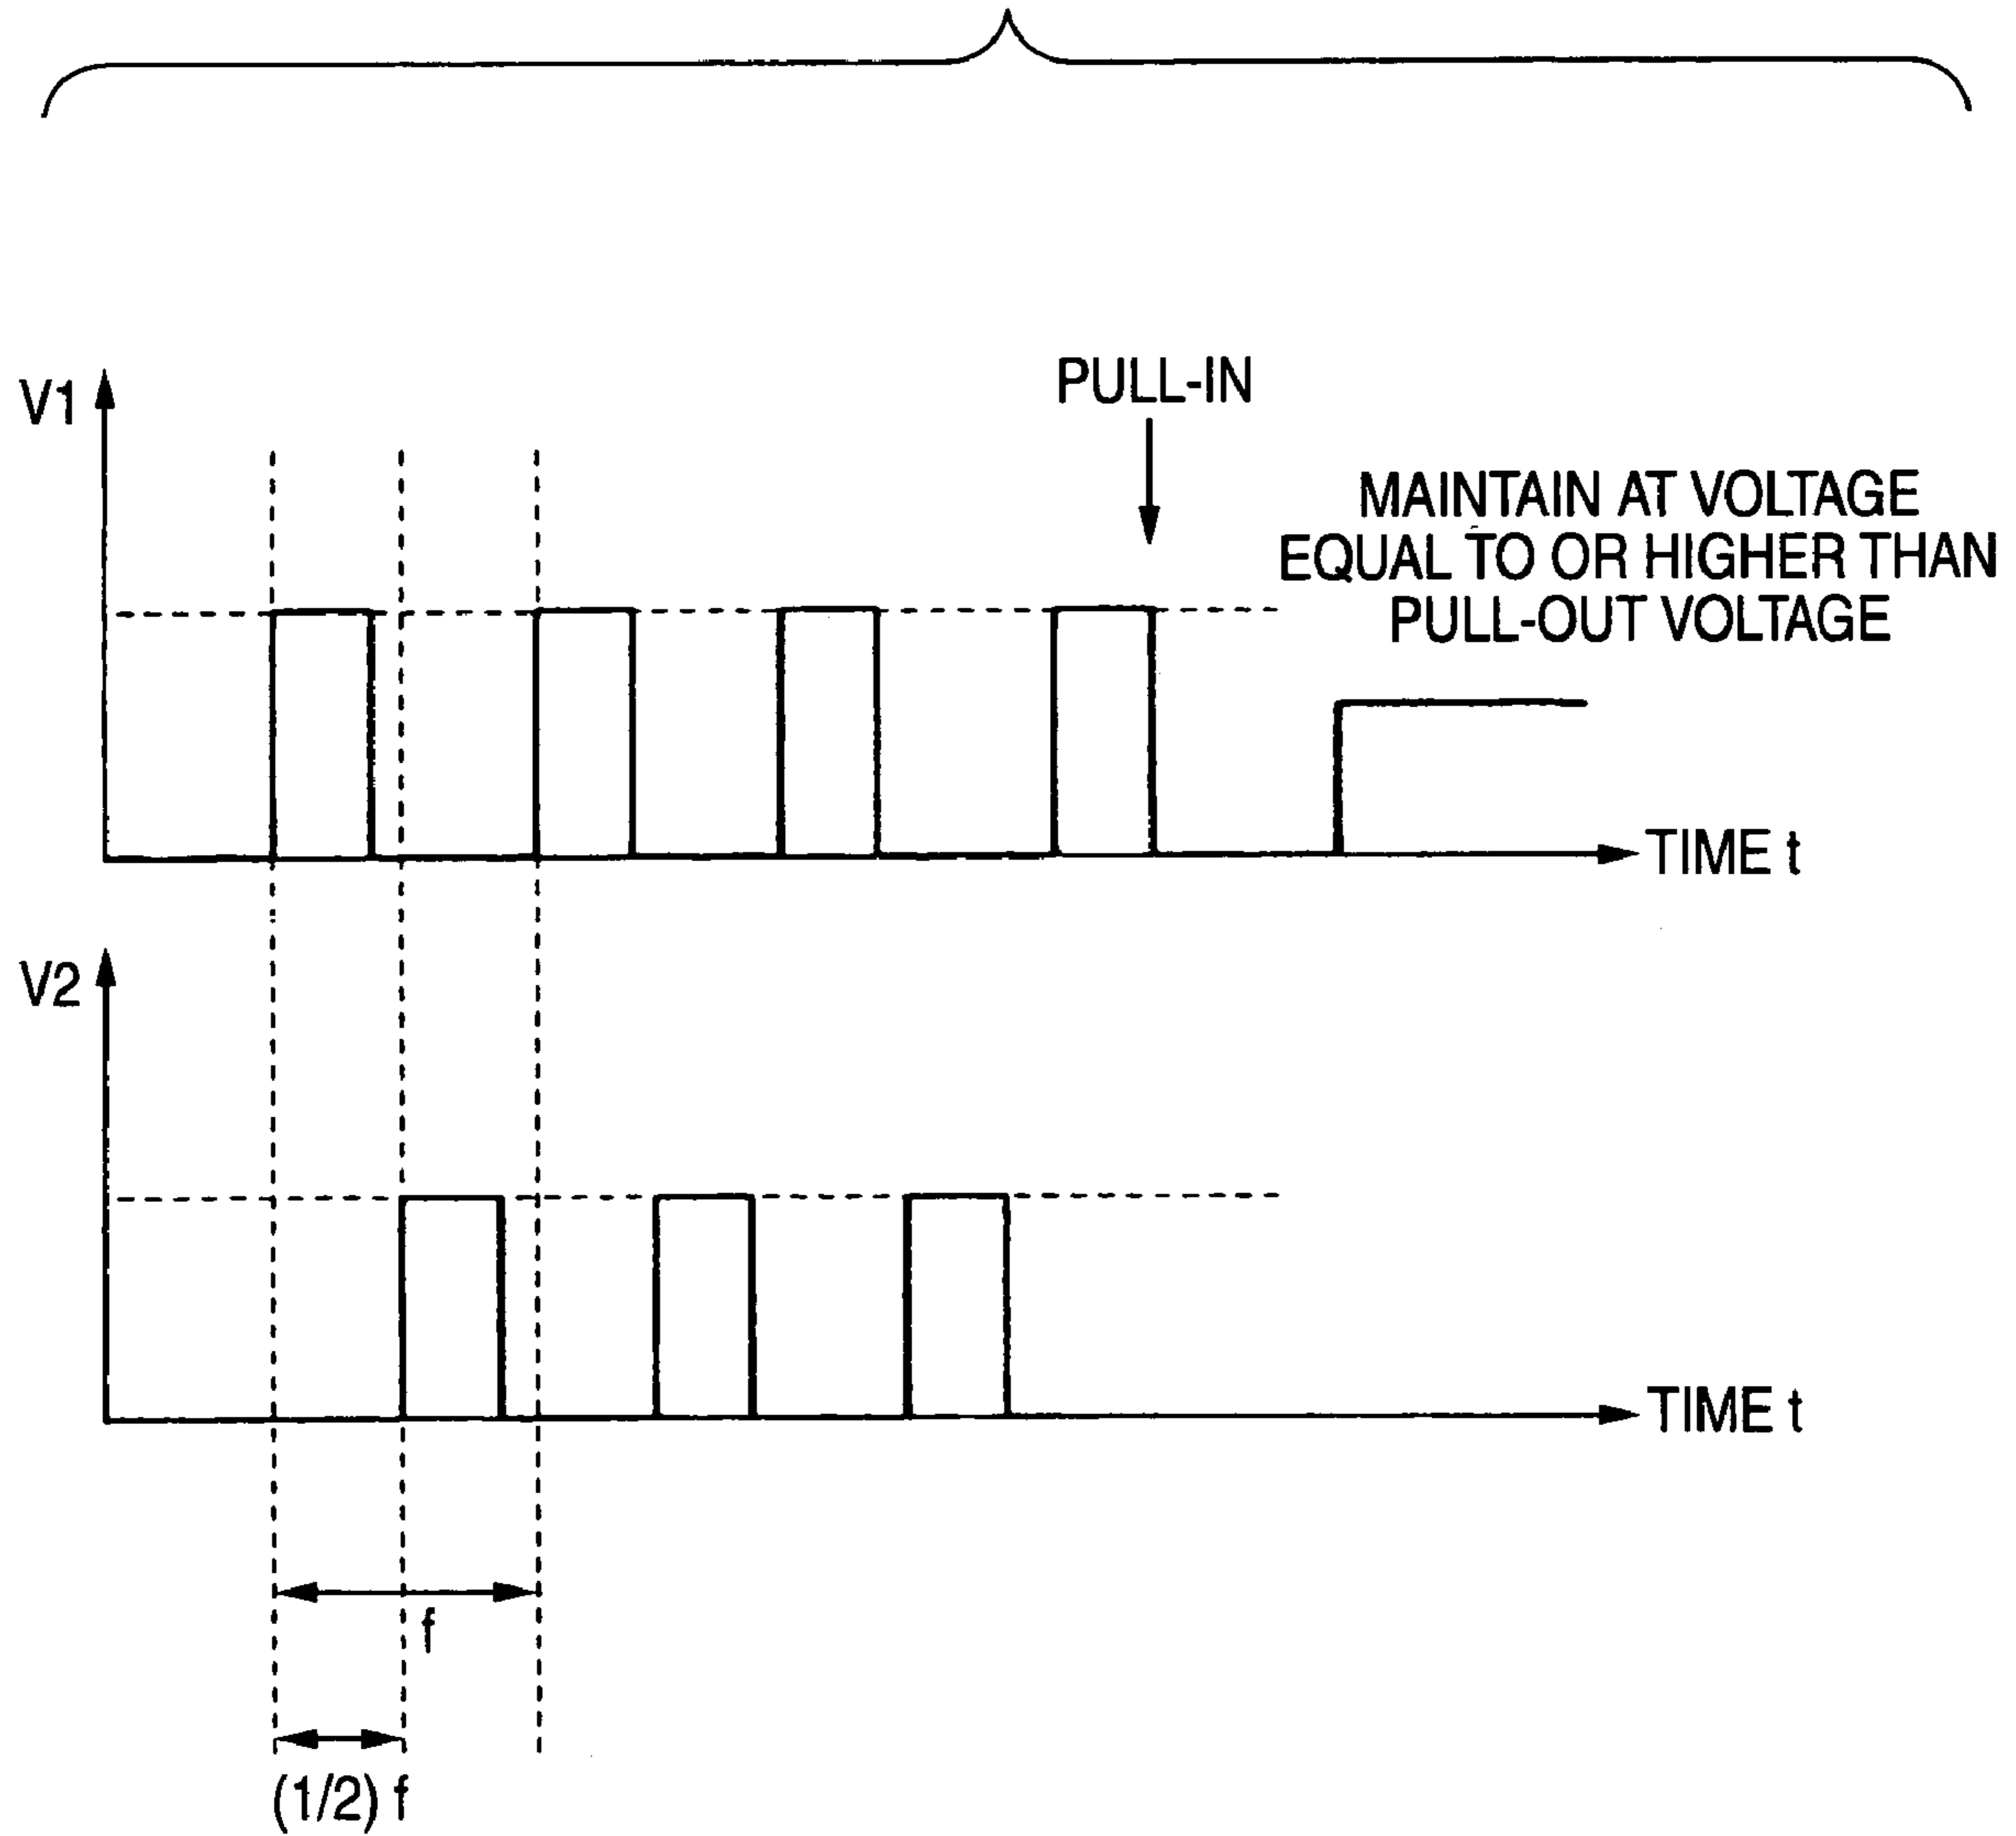 V1
PULL-IN
MAINTAIN AT VOLTAGE
EQUAL TO OR HIGHER THAN
PULL-OUT VOLTAGE
TIME t
V2
TIME t
f
(1/2) f